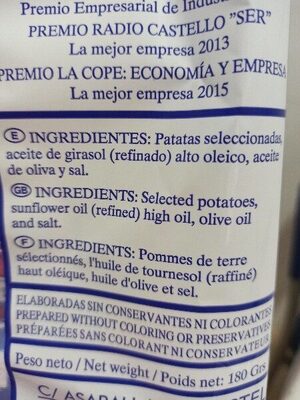 Premio Empresarial de Indus
PREMIO RADIO CASTELLO "SER"
La mejor empresa 2013
PREMIO LA COPE: ECONOMÍA Y EMPRESA
La mejor empresa 2015
E INGREDIENTES: Patatas seleccionadas,
aceite de girasol (refinado) alto oleico, aceite
de oliva y sal.
GB INGREDIENTS: Selected potatoes,
sunflower oil (refined) high oil, olive oil
and salt.
F INGREDIENTS: Pommes de terre
sélectionnés, l'huile de tournesol (raffiné)
haut oléique, huile d'olive et sel.
ELABORADAS SIN CONSERVANTES NI COLORANTES
PREPARED WITHOUT COLORING OR PRESERVATIVES
PRÉPARÉES SANS COLORANT NI CONSERVATEUR
Peso neto / Net weight / Poids net: 180 Grs
C/